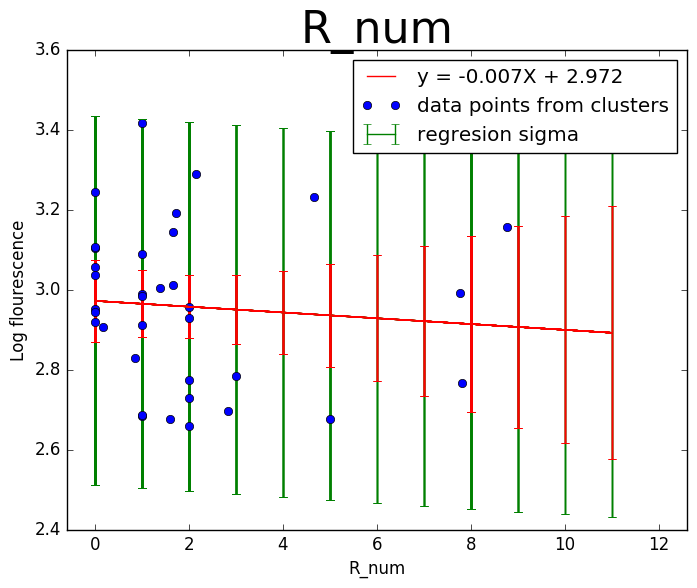 R_num
y = -0.007X + 2.972
data points from clusters
regresion sigma
Log flourescence
3.6
3.4
3.2
3.0
2.8
2.6
2.4
0 2 4 6 8 10 12
R_num